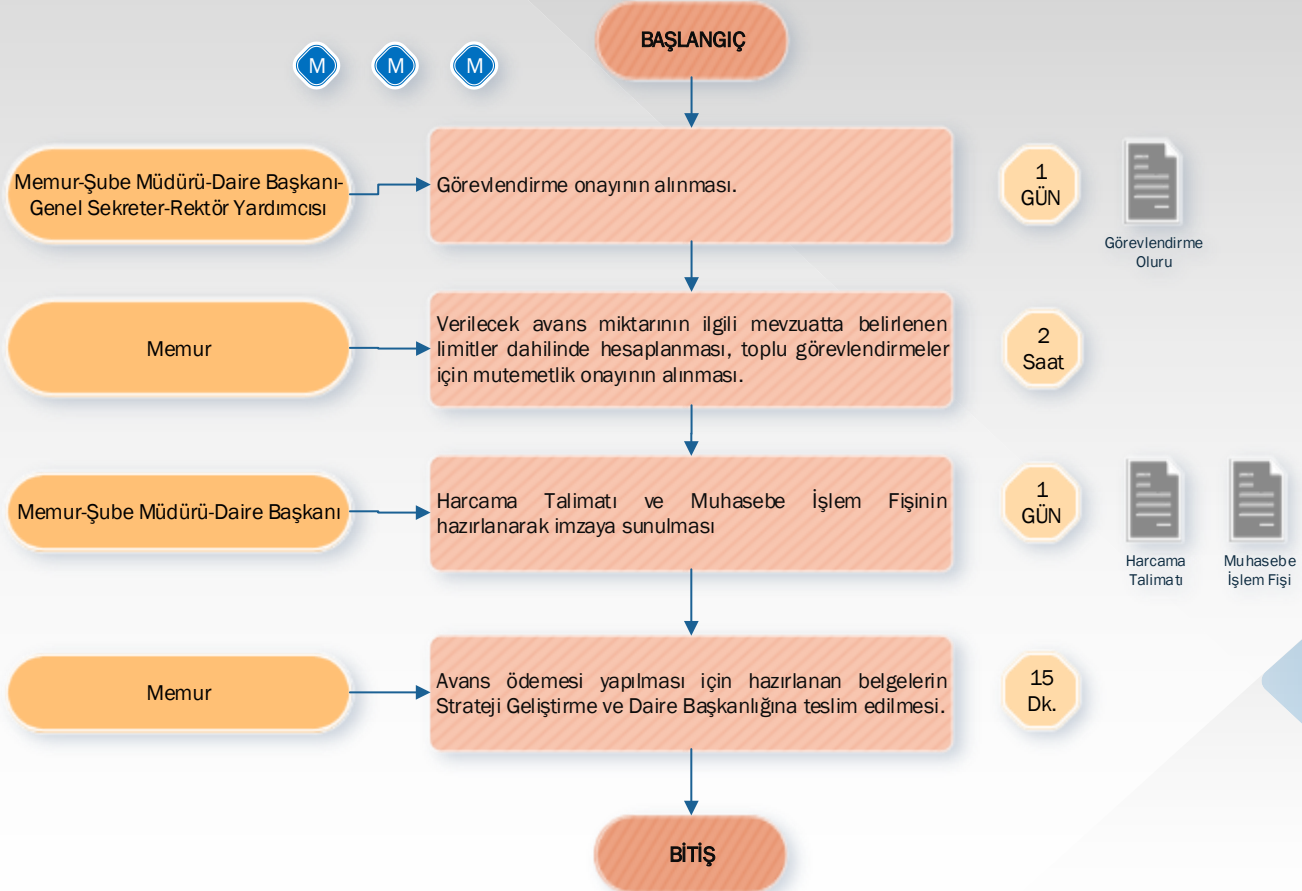 BAŞLANGIÇ
M M M
Memur-Şube Müdürü-Daire Başkanı-
Genel Sekreter-Rektör Yardımcısı
Görevlendirme onayının alınması.
1
GÜN
Görevlendirme
Oluru
Memur
Verilecek avans miktarının ilgili mevzuatta belirlenen
limitler dahilinde hesaplanması, toplu görevlendirmeler
için mutemetlik onayının alınması.
2
Saat
Memur-Şube Müdürü-Daire Başkanı
Harcama Talimatı ve Muhasebe İşlem Fişinin
hazırlanarak imzaya sunulması
1
GÜN
Harcama
Talimatı
Muhasebe
İşlem Fişi
Memur
Avans ödemesi yapılması için hazırlanan belgelerin
Strateji Geliştirme ve Daire Başkanlığına teslim edilmesi.
15
Dk.
BİTİŞ